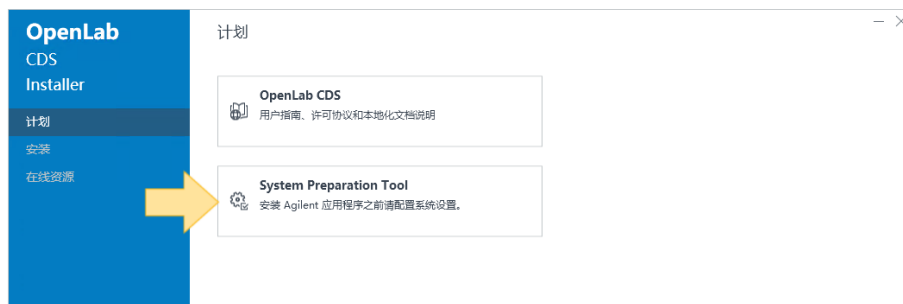 OpenLab
CDS
Installer
计划
安装
在线资源
计划
OpenLab CDS
用户指南、许可协议和本地化文档说明
System Preparation Tool
安装 Agilent 应用程序之前请配置系统设置。